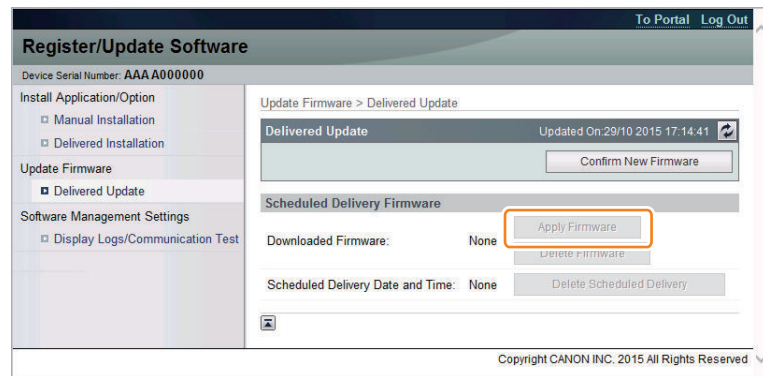 To Portal Log Out
Register/Update Software
Device Serial Number: AAAA000000
Install Application/Option
Manual Installation
Delivered Installation
Update Firmware
Delivered Update
Software Management Settings
Display Logs/Communication Test
Update Firmware > Delivered Update
Delivered Update Updated On:29/10 2015 17:14:41
Confirm New Firmware
Scheduled Delivery Firmware
Downloaded Firmware: None Apply Firmware
Delete Firmware
Scheduled Delivery Date and Time: None Delete Scheduled Delivery
Copyright CANON INC. 2015 All Rights Reserved